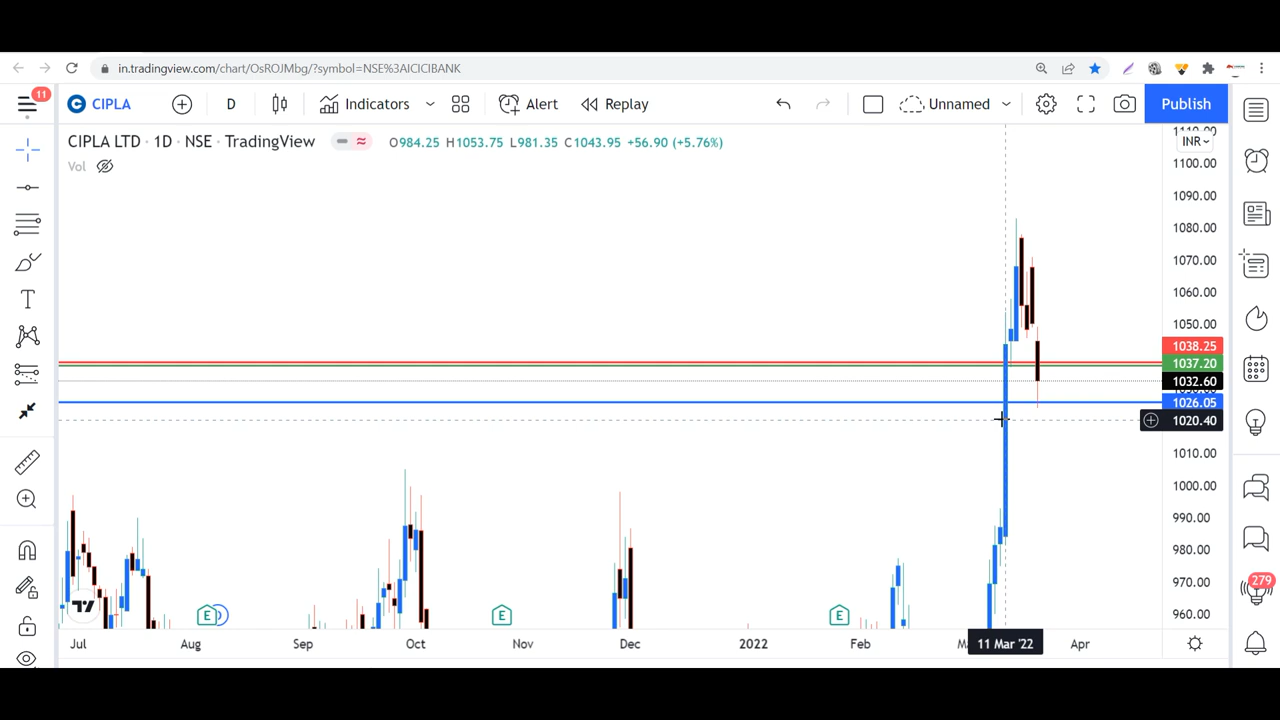 in.tradingview.com/chart/OsROJMbg/?symbol=NSE%3AICICIBANK
11
CIPLA
D
Indicators
Alert
Replay
Unnamed
Publish
CIPLA LTD · 1D · NSE · TradingView
O984.25 H1053.75 L981.35 C1043.95 +56.90 (+5.76%)
Vol
INR
1100.00
1090.00
1080.00
1070.00
1060.00
1050.00
1038.25
1037.20
1032.60
1026.05
1020.40
1010.00
1000.00
990.00
980.00
970.00
960.00
279
T
E
E
E
Jul
Aug
Sep
Oct
Nov
Dec
2022
Feb
11 Mar '22
Apr